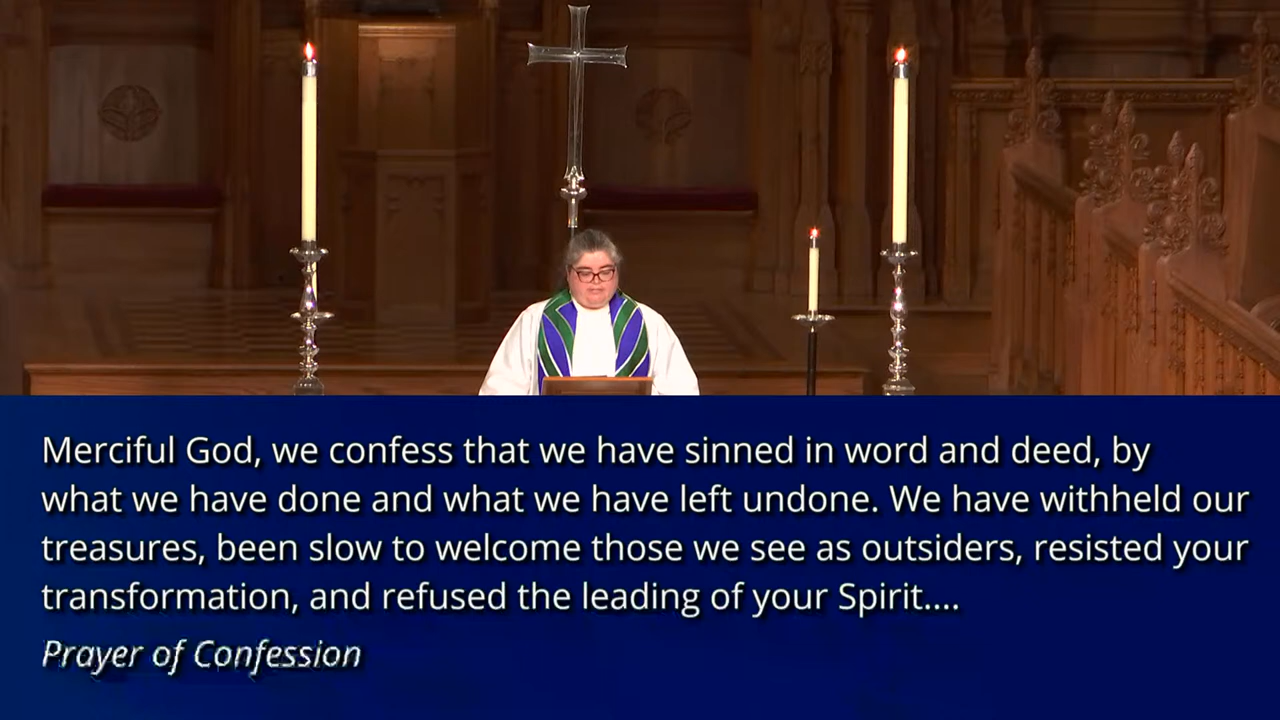 Merciful God, we confess that we have sinned in word and deed, by
what we have done and what we have left undone. We have withheld our
treasures, been slow to welcome those we see as outsiders, resisted your
transformation, and refused the leading of your Spirit....
Prayer of Confession